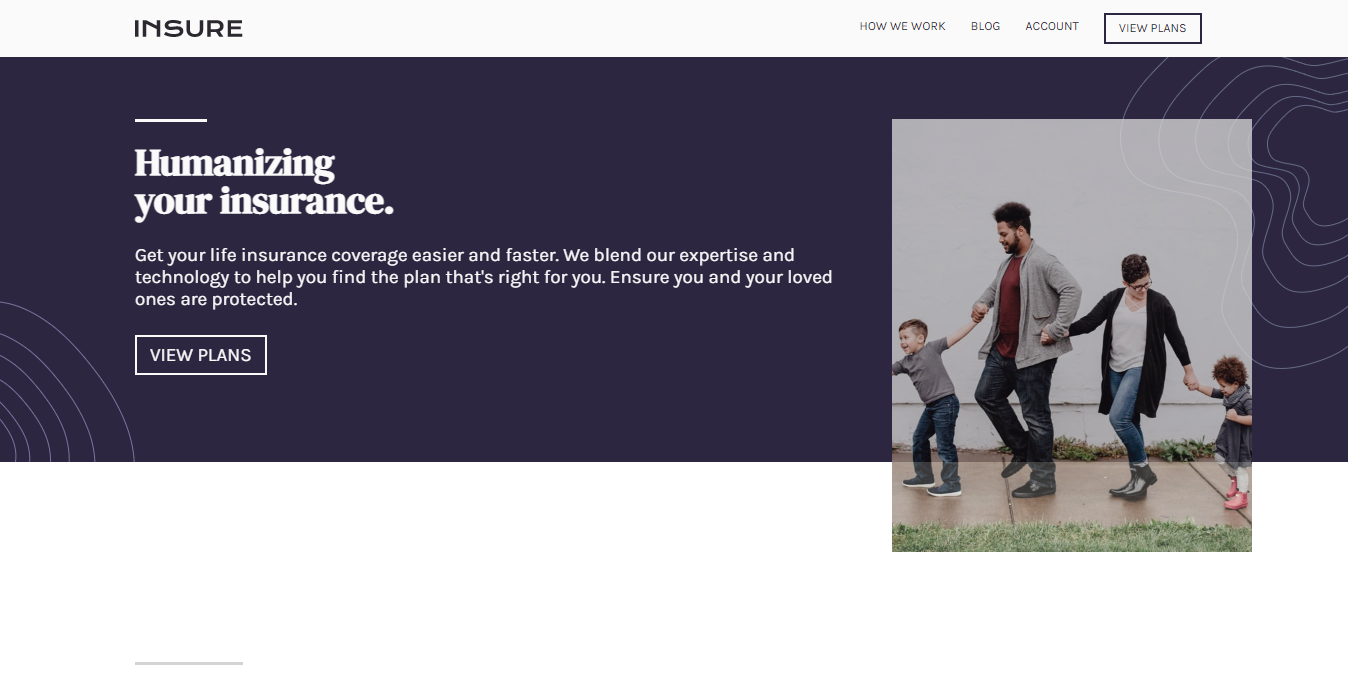 INSURE
HOW WE WORK
BLOG
ACCOUNT
VIEW PLANS
Humanizing
your insurance.
Get your life insurance coverage easier and faster. We blend our expertise and
technology to help you find the plan that's right for you. Ensure you and your loved
ones are protected.
VIEW PLANS